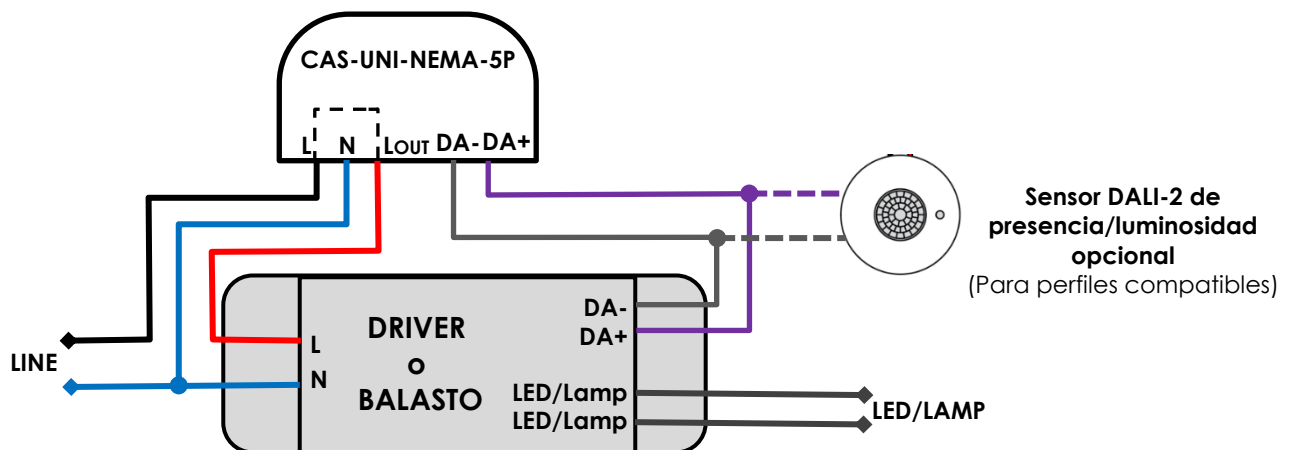 CAS-UNI-NEMA-5P
L N LOUT DA- DA+
Sensor DALI-2 de
presencia/luminosidad
opcional
(Para perfiles compatibles)
LINE
L
N
DRIVER
o
BALASTO
DA-
DA+
LED/Lamp
LED/Lamp
LED/LAMP